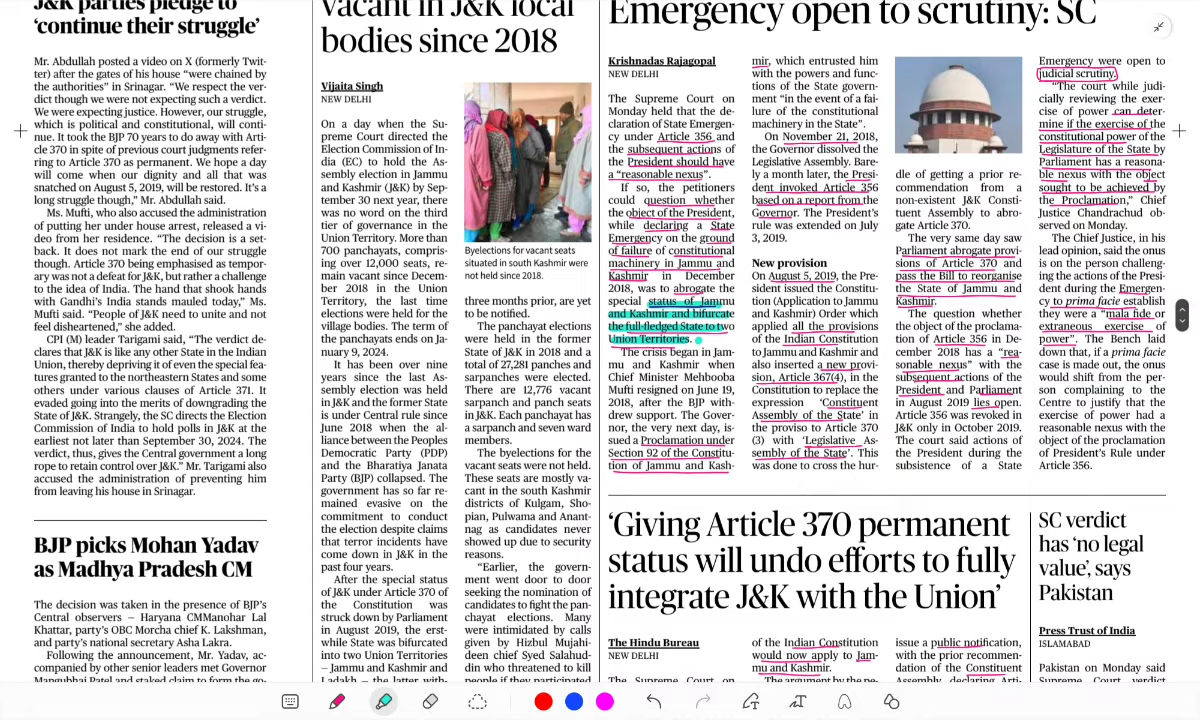 J&K parties pledge to
‘continue their struggle’
Mr. Abdullah posted a video on X (formerly Twit-
ter) after the gates of his house “were chained by
the authorities” in Srinagar. “We respect the ver-
dict though we were not expecting such a verdict.
We were expecting justice. However, our struggle,
which is political and constitutional, will conti-
nue. It took the BJP 70 years to do away with Arti-
cle 370 in spite of previous court judgments refer-
ring to Article 370 as permanent. We hope a day
will come when our dignity and all that was
snatched on August 5, 2019, will be restored. It’s a
long struggle though,” Mr. Abdullah said.
Ms. Mufti, who also accused the administration
of putting her under house arrest, released a vi-
deo from her residence. “The decision is a set-
back. It does not mark the end of our struggle
though. Article 370 being emphasised as tempor-
ary was not a defeat for J&K, but rather a challenge
to the idea of India. The hand that shook hands
with Gandhi’s India stands mauled today,” Ms.
Mufti said. “People of J&K need to unite and not
feel disheartened,” she added.
CPI (M) leader Tarigami said, “The verdict de-
clares that J&K is like any other State in the Indian
Union, thereby depriving it of even the special fea-
tures granted to the northeastern States and some
others under various clauses of Article 371. It
evaded going into the merits of downgrading the
State of J&K. Strangely, the SC directs the Election
Commission of India to hold polls in J&K at the
earliest not later than September 30, 2024. The
verdict, thus, gives the Central government a long
rope to retain control over J&K.” Mr. Tarigami also
accused the administration of preventing him
from leaving his house in Srinagar.
BJP picks Mohan Yadav
as Madhya Pradesh CM
The decision was taken in the presence of BJP’s
Central observers – Haryana CMManohar Lal
Khattar, party’s OBC Morcha chief K. Lakshman,
and party’s national secretary Asha Lakra.
Following the announcement, Mr. Yadav, ac-
companied by other senior leaders met Governor
Mangubhai Patel and staked claim to form the go-
vacant in J&K local
bodies since 2018
Vijaita Singh
NEW DELHI
On a day when the Su-
preme Court directed the
Election Commission of In-
dia (EC) to hold the As-
sembly election in Jammu
and Kashmir (J&K) by Sep-
tember 30 next year, there
was no word on the third
tier of governance in the
Union Territory. More than
700 panchayats, compris-
ing over 12,000 seats, re-
main vacant since Decem-
ber 2018 in the Union
Territory, the last time
elections were held for the
village bodies. The term of
the panchayats ends on Ja-
nuary 9, 2024.
It has been over nine
years since the last As-
sembly election was held
in J&K and the former State
is under Central rule since
June 2018 when the al-
liance between the Peoples
Democratic Party (PDP)
and the Bharatiya Janata
Party (BJP) collapsed. The
government has so far re-
mained evasive on the
commitment to conduct
the election despite claims
that terror incidents have
come down in J&K in the
past four years.
After the special status
of J&K under Article 370 of
the Constitution was
struck down by Parliament
in August 2019, the erst-
while State was bifurcated
into two Union Territories
– Jammu and Kashmir and
Ladakh – the latter with-
Byelections for vacant seats
situated in south Kashmir were
not held since 2018.
three months prior, are yet
to be notified.
The panchayat elections
were held in the former
State of J&K in 2018 and a
total of 27,281 panches and
sarpanches were elected.
There are 12,776 vacant
sarpanch and panch seats
in J&K. Each panchayat has
a sarpanch and seven ward
members.
The byelections for the
vacant seats were not held.
These seats are mostly va-
cant in the south Kashmir
districts of Kulgam, Sho-
pian, Pulwama and Anant-
nag as candidates never
showed up due to security
reasons.
“Earlier, the govern-
ment went door to door
seeking the nomination of
candidates to fight the pan-
chayat elections. Many
were intimidated by calls
given by Hizbul Mujahi-
deen chief Syed Salahud-
din who threatened to kill
people if they participated
Emergency open to scrutiny: SC
Krishnadas Rajagopal
NEW DELHI
The Supreme Court on
Monday held that the de-
claration of State Emergen-
cy under Article 356 and
the subsequent actions of
the President should have
a “reasonable nexus”.
If so, the petitioners
could question whether
the object of the President,
while declaring a State
Emergency on the ground
of failure of constitutional
machinery in Jammu and
Kashmir in December
2018, was to abrogate the
special status of Jammu
and Kashmir and bifurcate
the full-fledged State to two
Union Territories.
The crisis began in Jam-
mu and Kashmir when
Chief Minister Mehbooba
Mufti resigned on June 19,
2018, after the BJP with-
drew support. The Gover-
nor, the very next day, is-
sued a Proclamation under
Section 92 of the Constitu-
tion of Jammu and Kash-
mir, which entrusted him
with the powers and func-
tions of the State govern-
ment “in the event of a fai-
lure of the constitutional
machinery in the State”.
On November 21, 2018,
the Governor dissolved the
Legislative Assembly. Bare-
ly a month later, the Presi-
dent invoked Article 356
based on a report from the
Governor. The President’s
rule was extended on July
3, 2019.
New provision
On August 5, 2019, the Pre-
sident issued the Constitu-
tion (Application to Jammu
and Kashmir) Order which
applied all the provisions
of the Indian Constitution
to Jammu and Kashmir and
also inserted a new provi-
sion, Article 367(4), in the
Constitution to replace the
expression ‘Constituent
Assembly of the State’ in
the proviso to Article 370
(3) with ‘Legislative As-
sembly of the State’. This
was done to cross the hur-
dle of getting a prior re-
commendation from a
non-existent J&K Consti-
tuent Assembly to abro-
gate Article 370.
The very same day saw
Parliament abrogate provi-
sions of Article 370 and
pass the Bill to reorganise
the State of Jammu and
Kashmir.
The question whether
the object of the proclama-
tion of Article 356 in De-
cember 2018 has a “rea-
sonable nexus” with the
subsequent actions of the
President and Parliament
in August 2019 lies open.
Article 356 was revoked in
J&K only in October 2019.
The court said actions of
the President during the
subsistence of a State
Emergency were open to
judicial scrutiny.
“The court while judi-
cially reviewing the exer-
cise of power can deter-
mine if the exercise of the
constitutional power of the
Legislature of the State by
Parliament has a reasona-
ble nexus with the object
sought to be achieved by
the Proclamation,” Chief
Justice Chandrachud ob-
served on Monday.
The Chief Justice, in his
lead opinion, said the onus
is on the person challeng-
ing the actions of the Presi-
dent during the Emergen-
cy to prima facie establish
they were a “mala fide or
extraneous exercise of
power”. The Bench laid
down that, if a prima facie
case is made out, the onus
would shift from the per-
son complaining to the
Centre to justify that the
exercise of power had a
reasonable nexus with the
object of the proclamation
of President’s Rule under
Article 356.
‘Giving Article 370 permanent
status will undo efforts to fully
integrate J&K with the Union’
The Hindu Bureau
NEW DELHI
The Supreme Court on
of the Indian Constitution
would now apply to Jam-
mu and Kashmir.
The argument by the pe-
issue a public notification,
with the prior recommen-
dation of the Constituent
Assembly, declaring Arti-
SC verdict
has ‘no legal
value’, says
Pakistan
Press Trust of India
ISLAMABAD
Pakistan on Monday said
Supreme Court verdict